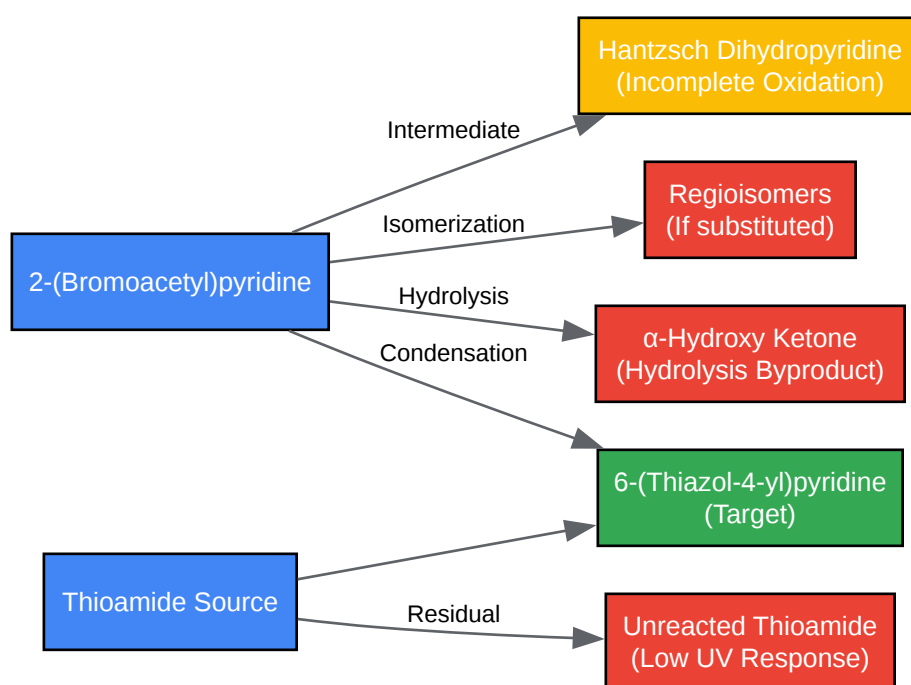 Hantzsch Dihydropyridine
(Incomplete Oxidation)
Intermediate
Regioisomers
(If substituted)
Isomerization
2-(Bromoacetyl)pyridine
Hydrolysis
α-Hydroxy Ketone
(Hydrolysis Byproduct)
Condensation
6-(Thiazol-4-yl)pyridine
(Target)
Thioamide Source
Residual
Unreacted Thioamide
(Low UV Response)